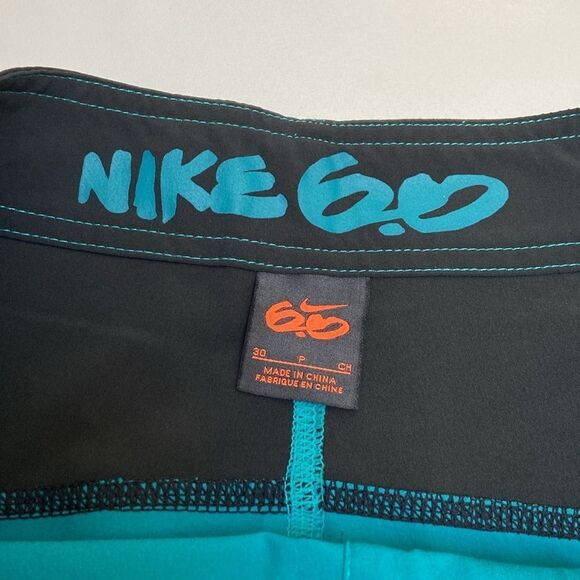 NIKE 6.0
6.0
30 P CH
MADE IN CHINA
FABRIQUE EN CHINE